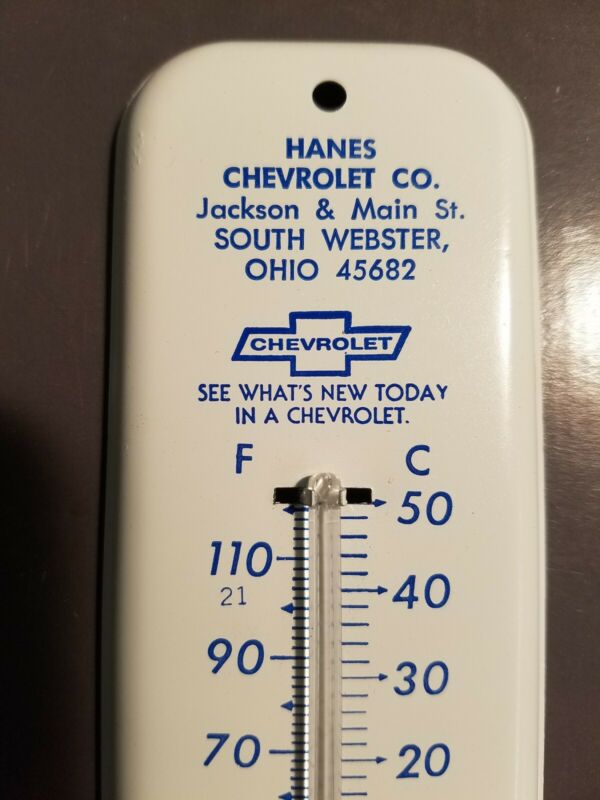 HANES
CHEVROLET CO.
Jackson & Main St.
SOUTH WEBSTER,
OHIO 45682
CHEVROLET
SEE WHAT'S NEW TODAY
IN A CHEVROLET.
F C
50
110
21 40
90
30
70
20